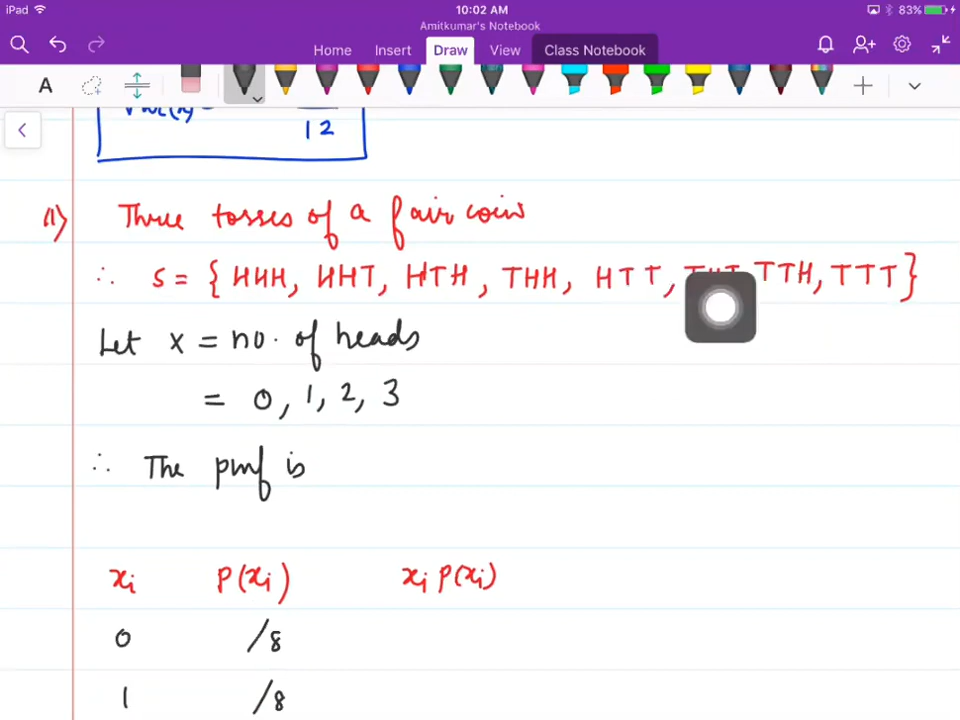 iPad 10:02 AM 83%
Amitkumar's Notebook
Home Insert Draw View Class Notebook
A
12
(1) Three tosses of a fair coin
∴ S = { HHH, HHT, HTH, THH, HTT, TTH, TTT}
Let x = no. of heads
= 0, 1, 2, 3
∴ The pmf is
xi P(xi) xi P(xi)
0 /8
1 /8